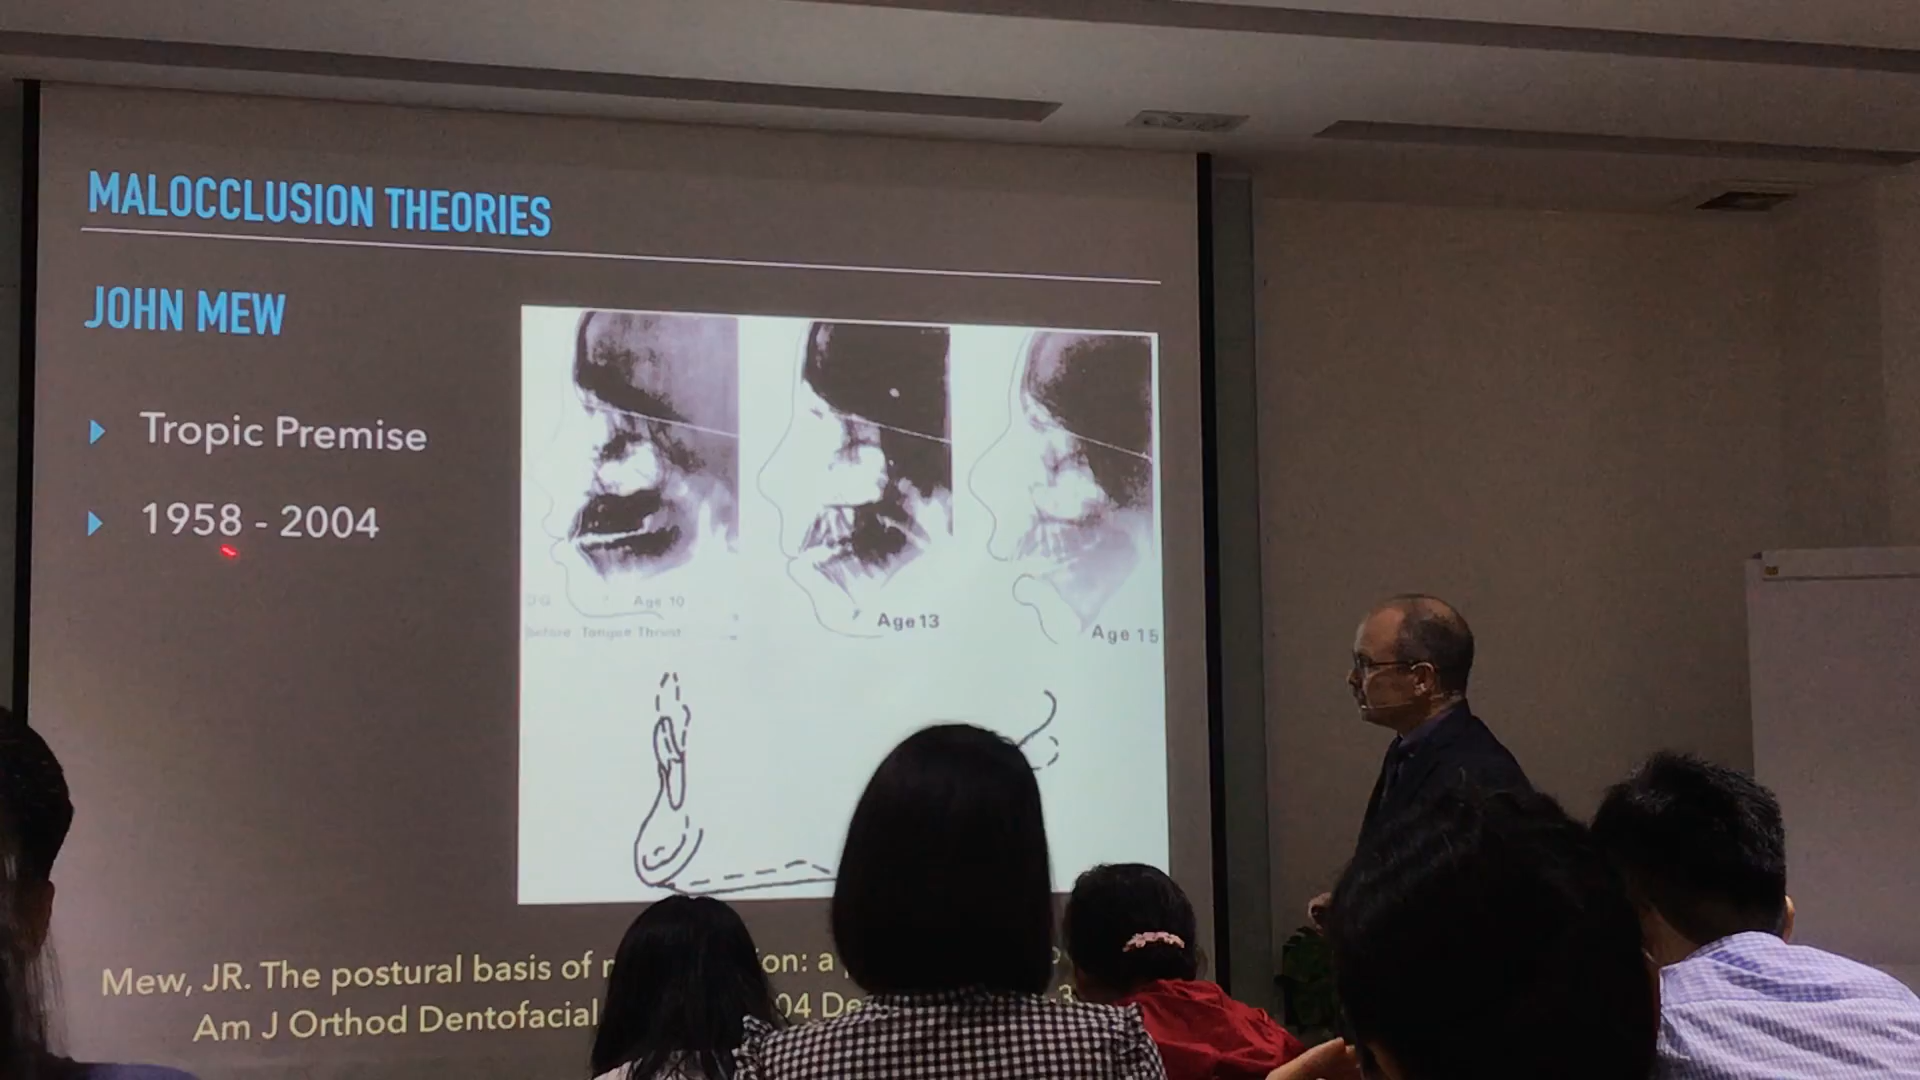 MALOCCLUSION THEORIES
JOHN MEW
Tropic Premise
1958 - 2004
Age 10
Before Tongue Thrust
Age 13
Age 15
Mew, JR. The postural basis of on: a
Am J Orthod Dentofacial 04 De